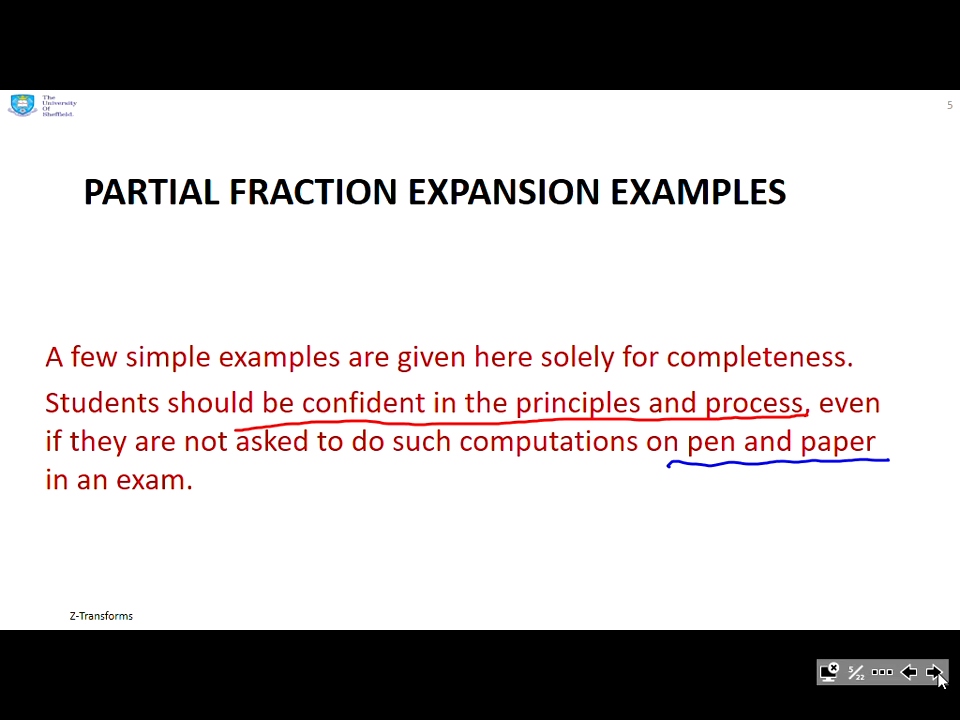 The
University
Of
Sheffield.
5
PARTIAL FRACTION EXPANSION EXAMPLES
A few simple examples are given here solely for completeness.
Students should be confident in the principles and process, even
if they are not asked to do such computations on pen and paper
in an exam.
Z-Transforms
5/22